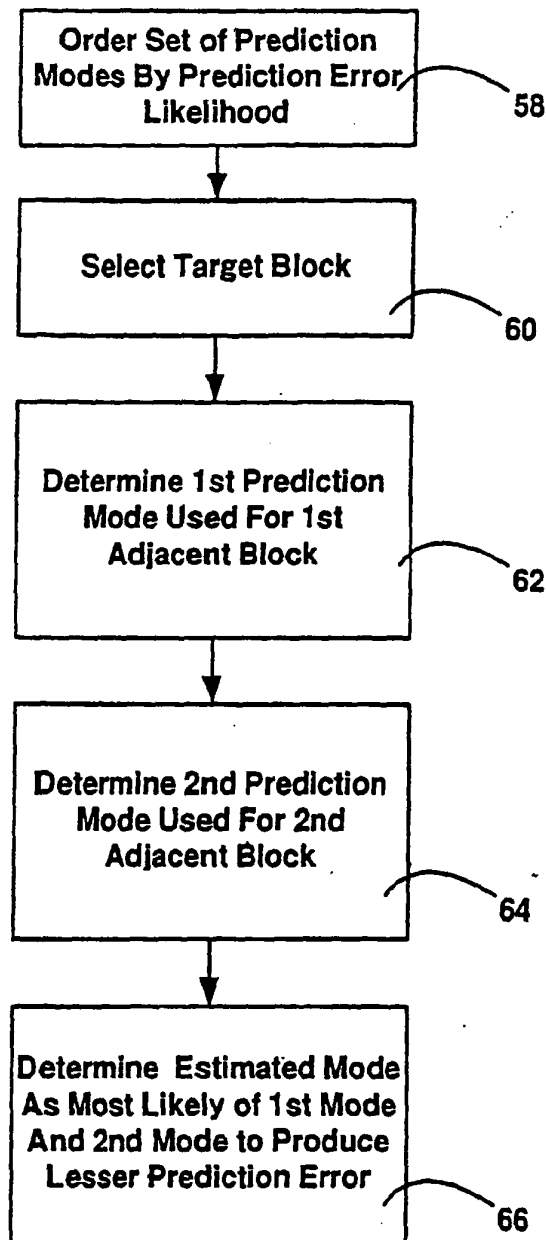 Order Set of Prediction
Modes By Prediction Error
Likelihood
58
Select Target Block
60
Determine 1st Prediction
Mode Used For 1st
Adjacent Block
62
Determine 2nd Prediction
Mode Used For 2nd
Adjacent Block
64
Determine Estimated Mode
As Most Likely of 1st Mode
And 2nd Mode to Produce
Lesser Prediction Error
66